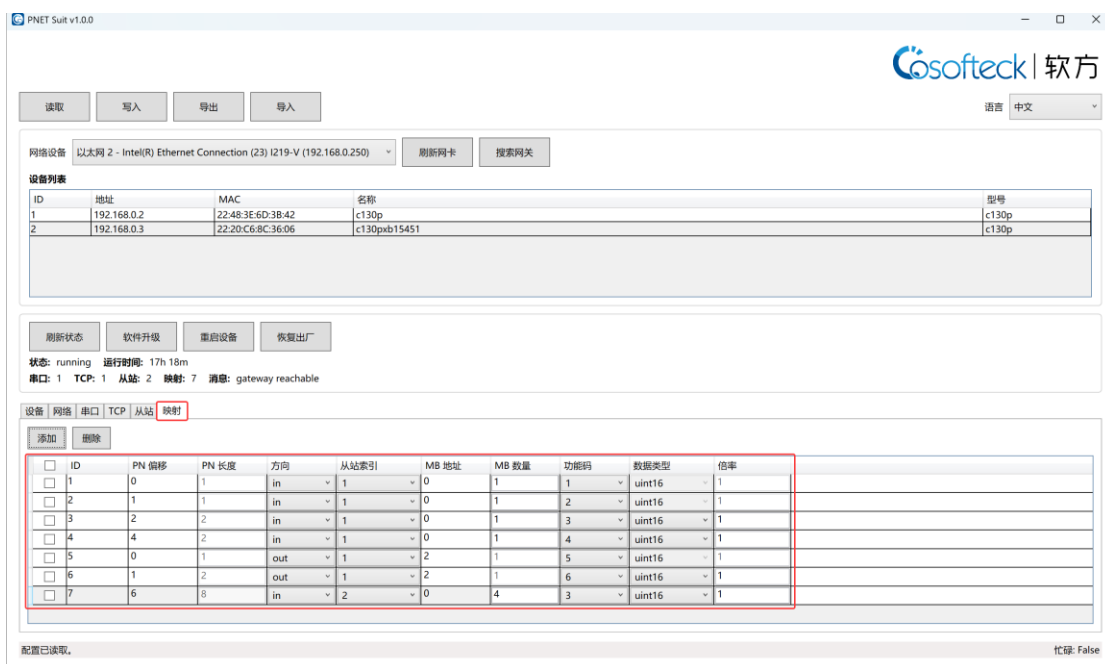 PNET Suit v1.0.0
Cosofteck 软方
读取 写入 导出 导入 语言 中文
网络设备 以太网 2 - Intel(R) Ethernet Connection (23) I219-V (192.168.0.250) 刷新网卡 搜索网关
设备列表
ID 地址 MAC 名称 型号
1 192.168.0.2 22:48:3E:6D:3B:42 c130p c130p
2 192.168.0.3 22:20:C6:8C:36:06 c130pxb15451 c130p
刷新状态 软件升级 重启设备 恢复出厂
状态: running 运行时间: 17h 18m
串口: 1 TCP: 1 从站: 2 映射: 7 消息: gateway reachable
设备 网络 串口 TCP 从站 映射
添加 删除
ID PN 偏移 PN 长度 方向 从站索引 MB 地址 MB 数量 功能码 数据类型 倍率
1 0 1 in 1 0 1 1 uint16 1
2 1 1 in 1 0 1 2 uint16 1
3 2 2 in 1 0 1 3 uint16 1
4 4 2 in 1 0 1 4 uint16 1
5 0 1 out 1 2 1 5 uint16 1
6 1 2 out 1 2 1 6 uint16 1
7 6 8 in 2 0 4 3 uint16 1
配置已读取。 忙碌: False